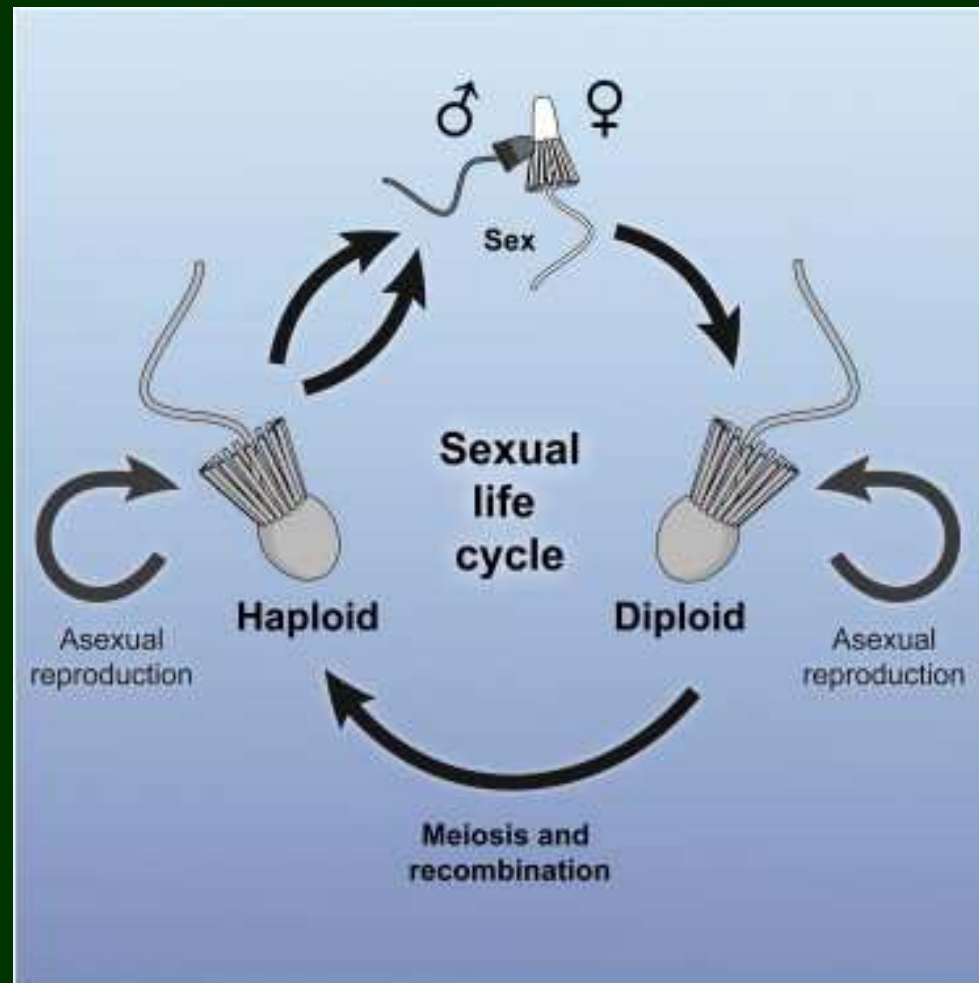 ♂ ♀
Sex
Sexual
life
cycle
Haploid
Diploid
Asexual
reproduction
Asexual
reproduction
Meiosis and
recombination